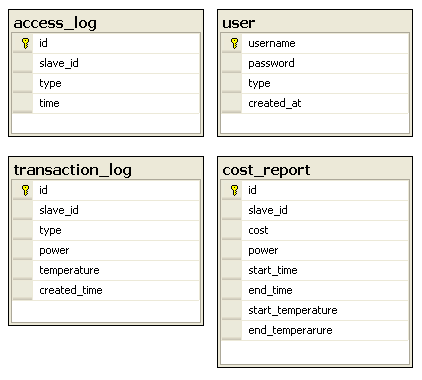 access_log
id
slave_id
type
time
user
username
password
type
created_at
transaction_log
id
slave_id
type
power
temperature
created_time
cost_report
id
slave_id
cost
power
start_time
end_time
start_temperature
end_temperarure